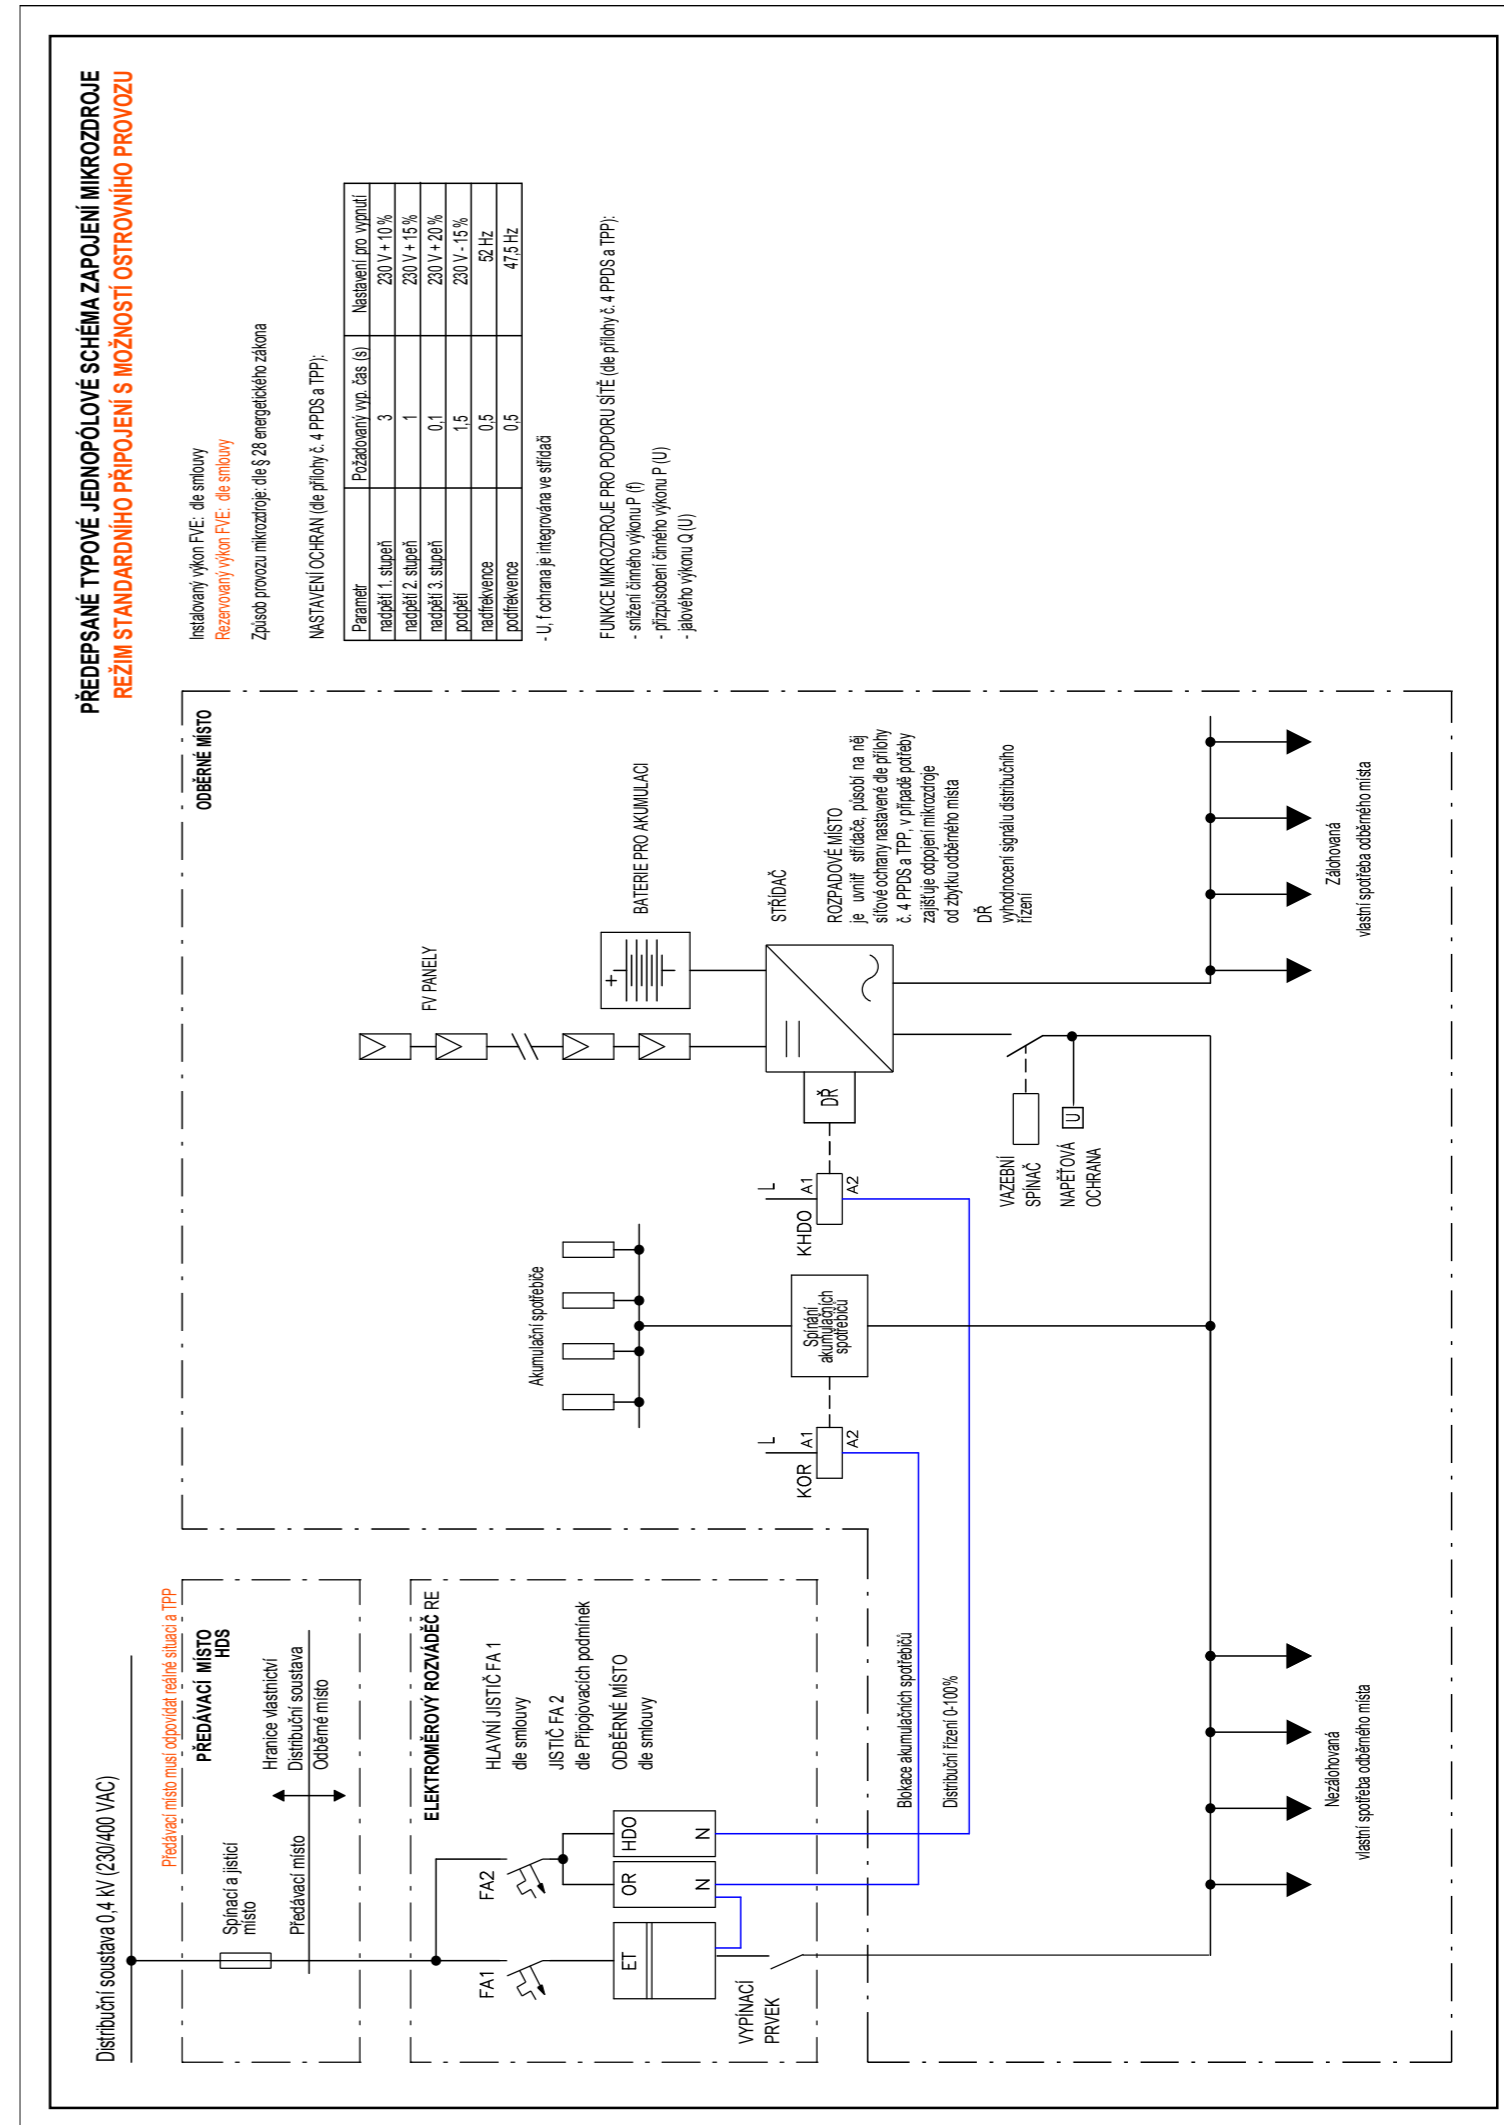 PŘEDEPSANÉ TYPOVÉ JEDNOPÓLOVÉ SCHÉMA ZAPOJENÍ MIKROZDROJE
REŽIM STANDARDNÍHO PŘIPOJENÍ S MOŽNOSTÍ OSTROVNÍHO PROVOZU
Instalovaný výkon FVE: dle smlouvy
Rezervovaný výkon FVE: dle smlouvy
Způsob provozu mikrozdroje: dle § 28 energetického zákona
NASTAVENÍ OCHRAN (dle přílohy č. 4 PPDS a TPP):
Parametr Požadovaný vyp. čas (s) Nastavení pro vypnutí
nadpětí 1. stupeň 3 230 V + 10 %
nadpětí 2. stupeň 1 230 V + 15 %
nadpětí 3. stupeň 0,1 230 V + 20 %
podpětí 1,5 230 V - 15 %
nadfrekvence 0,5 52 Hz
podfrekvence 0,5 47,5 Hz
- U, f ochrana je integrována ve střídači
FUNKCE MIKROZDROJE PRO PODPORU SÍTĚ (dle přílohy č. 4 PPDS a TPP):
- snížení činného výkonu P (f)
- přizpůsobení činného výkonu P (U)
- jalového výkonu Q (U)
Distribuční soustava 0,4 kV (230/400 VAC)
Předávací místo musí odpovídat reálné situaci a TPP
PŘEDÁVACÍ MÍSTO
HDS
Spínací a jisticí
místo
Hranice vlastnictví
Distribuční soustava
Odběrné místo
Předávací místo
ELEKTROMĚROVÝ ROZVÁDĚČ RE
HLAVNÍ JISTIČ FA 1
dle smlouvy
JISTIČ FA 2
dle Připojovacích podmínek
ODBĚRNÉ MÍSTO
dle smlouvy
FA1
FA2
ET
OR
N
HDO
N
VYPÍNACÍ
PRVEK
ODBĚRNÉ MÍSTO
FV PANELY
+
BATERIE PRO AKUMULACI
STŘÍDAČ
ROZPADOVÉ MÍSTO
je uvnitř střídače, působí na něj
síťové ochrany nastavené dle přílohy
č. 4 PPDS a TPP, v případě potřeby
zajišťuje odpojení mikrozdroje
od zbytku odběrného místa
DŘ
vyhodnocení signálu distribučního
řízení
DŘ
Akumulační spotřebiče
Spínání
akumulačních
spotřebičů
L
KOR
A1
A2
L
KHDO
A1
A2
VAZEBNÍ
SPÍNAČ
U
NAPĚŤOVÁ
OCHRANA
Blokace akumulačních spotřebičů
Distribuční řízení 0-100%
Nezálohovaná
vlastní spotřeba odběrného místa
Zálohovaná
vlastní spotřeba odběrného místa